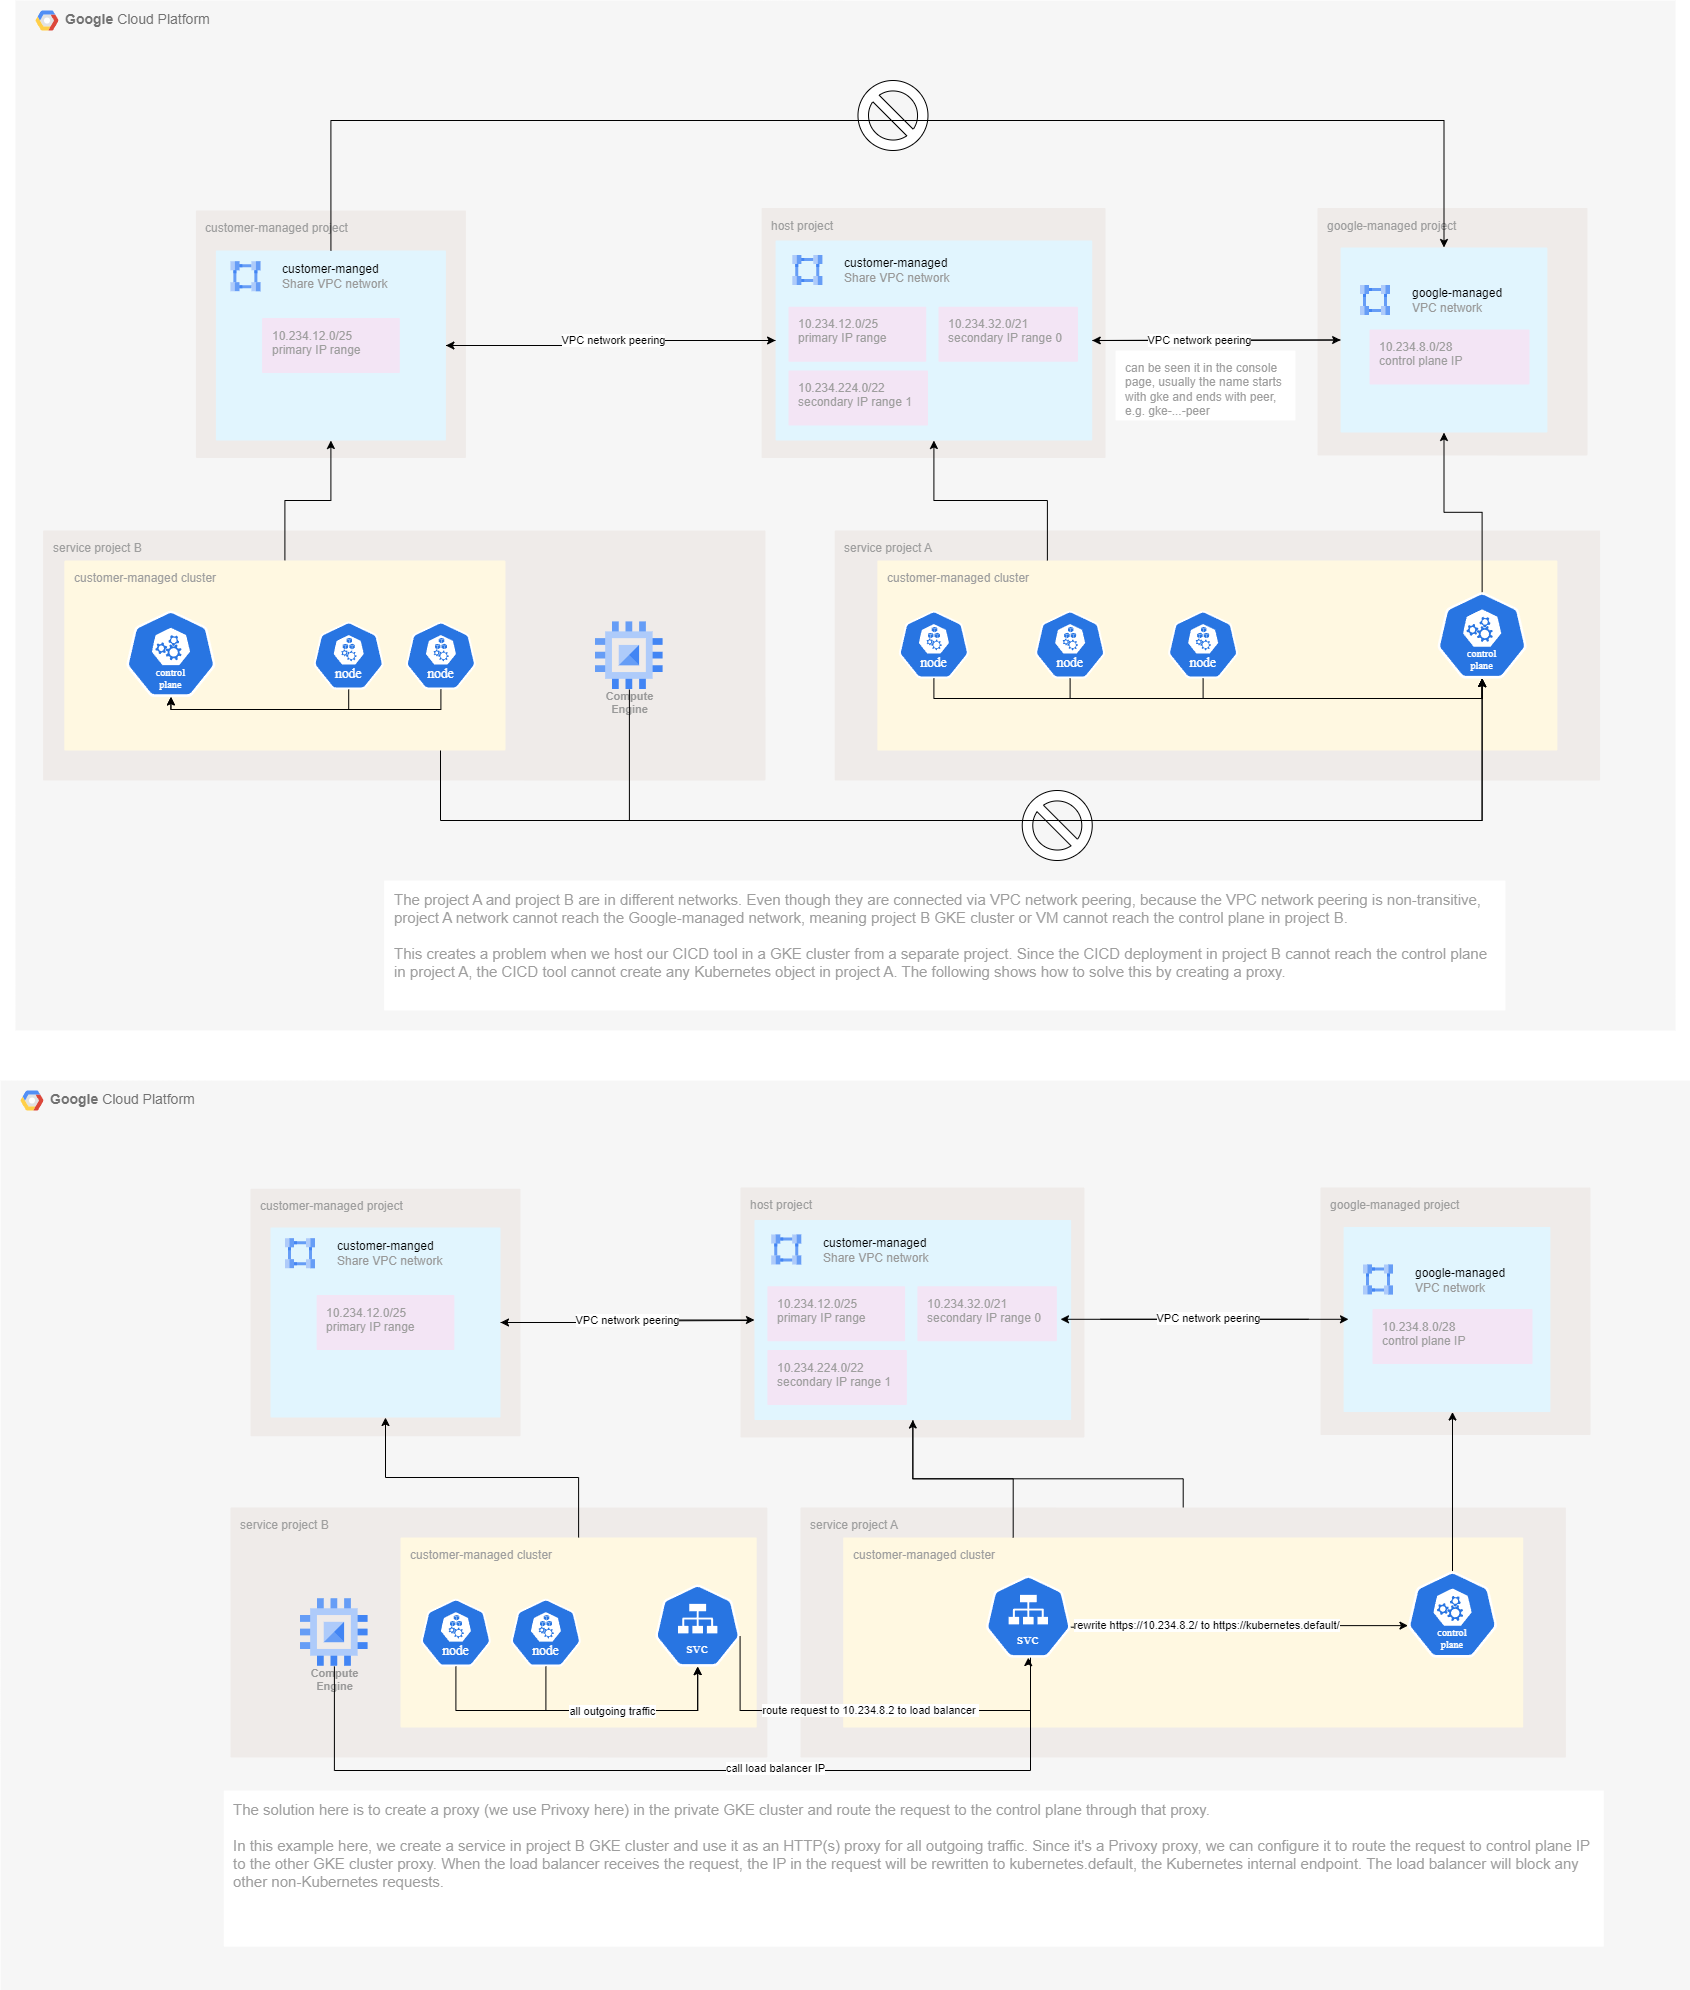 Google Cloud Platform
customer-managed project
customer-manged
Share VPC network
10.234.12.0/25
primary IP range
VPC network peering
host project
customer-managed
Share VPC network
10.234.12.0/25
primary IP range
10.234.32.0/21
secondary IP range 0
10.234.224.0/22
secondary IP range 1
VPC network peering
can be seen it in the console
page, usually the name starts
with gke and ends with peer,
e.g. gke-...-peer
google-managed project
google-managed
VPC network
10.234.8.0/28
control plane IP
service project B
customer-managed cluster
control
plane
node
node
Compute
Engine
service project A
customer-managed cluster
node
node
node
control
plane
The project A and project B are in different networks. Even though they are connected via VPC network peering, because the VPC network peering is non-transitive,
project A network cannot reach the Google-managed network, meaning project B GKE cluster or VM cannot reach the control plane in project B.
This creates a problem when we host our CICD tool in a GKE cluster from a separate project. Since the CICD deployment in project B cannot reach the control plane
in project A, the CICD tool cannot create any Kubernetes object in project A. The following shows how to solve this by creating a proxy.
Google Cloud Platform
customer-managed project
customer-manged
Share VPC network
10.234.12.0/25
primary IP range
VPC network peering
host project
customer-managed
Share VPC network
10.234.12.0/25
primary IP range
10.234.32.0/21
secondary IP range 0
10.234.224.0/22
secondary IP range 1
VPC network peering
google-managed project
google-managed
VPC network
10.234.8.0/28
control plane IP
service project B
Compute
Engine
customer-managed cluster
node
node
svc
all outgoing traffic
service project A
customer-managed cluster
svc
rewrite https://10.234.8.2/ to https://kubernetes.default/
control
plane
route request to 10.234.8.2 to load balancer
call load balancer IP
The solution here is to create a proxy (we use Privoxy here) in the private GKE cluster and route the request to the control plane through that proxy.
In this example here, we create a service in project B GKE cluster and use it as an HTTP(s) proxy for all outgoing traffic. Since it's a Privoxy proxy, we can configure it to route the request to control plane IP
to the other GKE cluster proxy. When the load balancer receives the request, the IP in the request will be rewritten to kubernetes.default, the Kubernetes internal endpoint. The load balancer will block any
other non-Kubernetes requests.